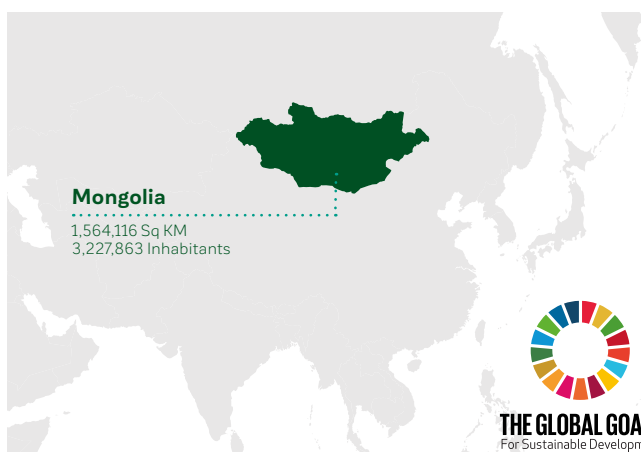 Mongolia
1,564,116 Sq KM
3,227,863 Inhabitants
THE GLOBAL GOA
For Sustainable Developm